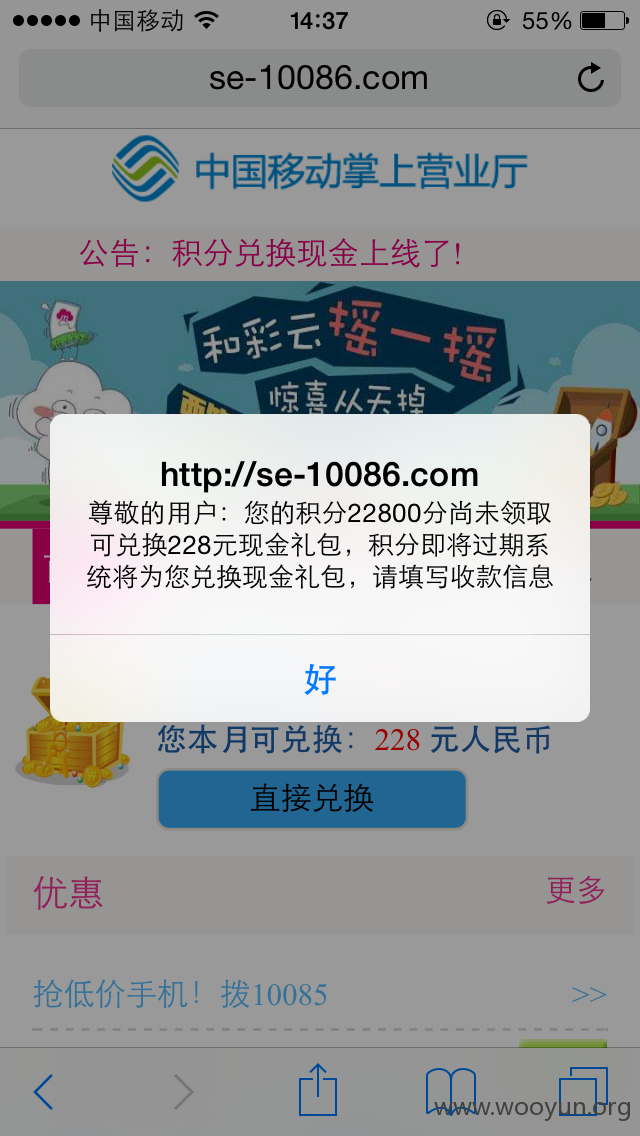 中国移动 14:37 55%
se-10086.com
中国移动掌上营业厅
公告：积分兑换现金上线了!
和彩云摇一摇
惊喜从天掉
http://se-10086.com
尊敬的用户：您的积分22800分尚未领取
可兑换228元现金礼包，积分即将过期系
统将为您兑换现金礼包，请填写收款信息
好
您本月可兑换：228 元人民币
直接兑换
优惠 更多
抢低价手机！拨10085 >>
www.wooyun.org